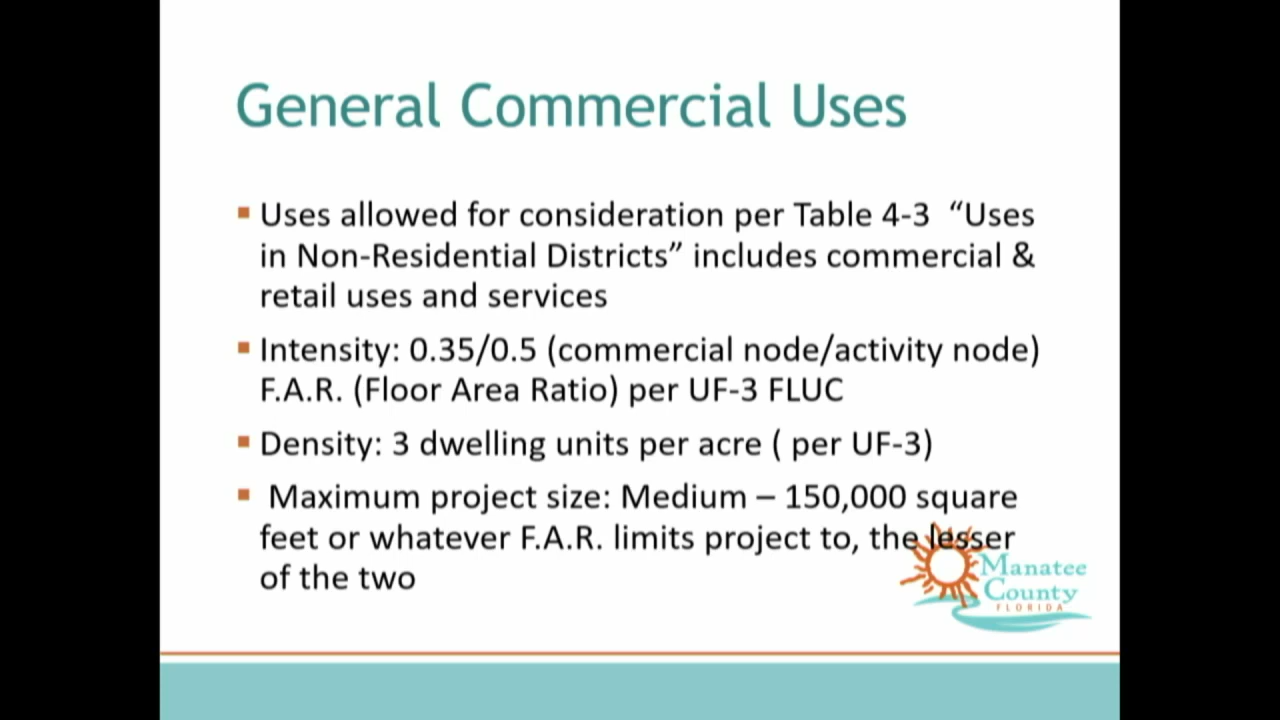 General Commercial Uses
Uses allowed for consideration per Table 4-3 “Uses
in Non-Residential Districts” includes commercial &
retail uses and services
Intensity: 0.35/0.5 (commercial node/activity node)
F.A.R. (Floor Area Ratio) per UF-3 FLUC
Density: 3 dwelling units per acre ( per UF-3)
Maximum project size: Medium – 150,000 square
feet or whatever F.A.R. limits project to, the lesser
of the two
Manatee
County
FLORIDA